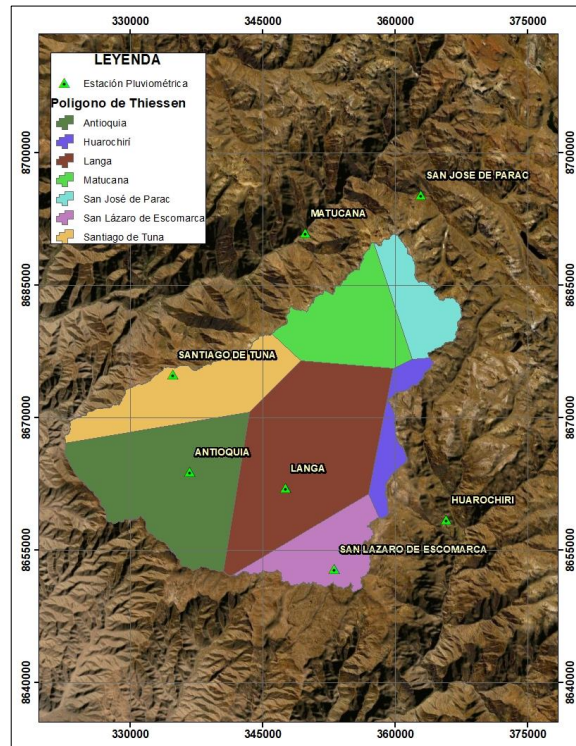 330000 345000 360000 375000
LEYENDA
Estación Pluviométrica
Poligono de Thiessen
Antioquia
Huarochirí
Langa
Matucana
San José de Parac
San Lázaro de Escomarca
Santiago de Tuna
8700000
8685000
8670000
8655000
8640000
SAN JOSE DE PARAC
MATUCANA
SANTIAGO DE TUNA
ANTIOQUIA
LANGA
HUAROCHIRI
SAN LAZARO DE ESCOMARCA
8700000
8685000
8670000
8655000
8640000
330000 345000 360000 375000